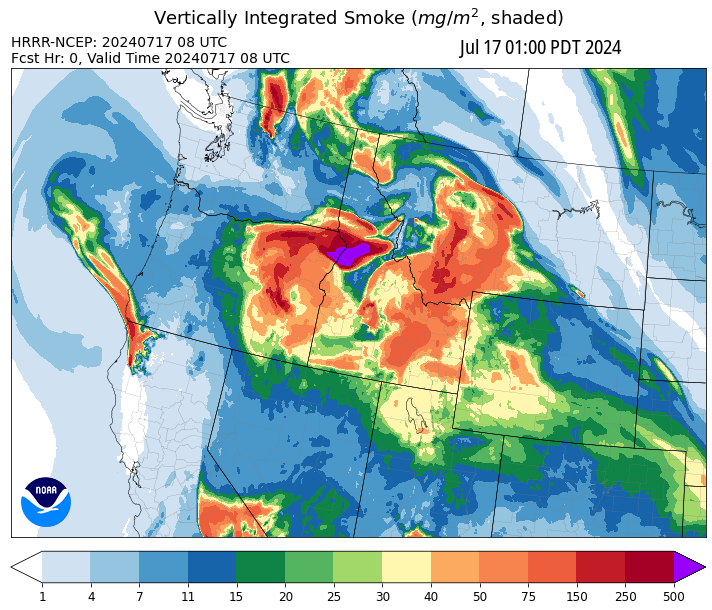 Vertically Integrated Smoke (mg/m², shaded)
HRRR-NCEP: 20240717 08 UTC
Jul 17 01:00 PDT 2024
Fcst Hr: 0, Valid Time 20240717 08 UTC
NOAA
1 4 7 11 15 20 25 30 40 50 75 150 250 500